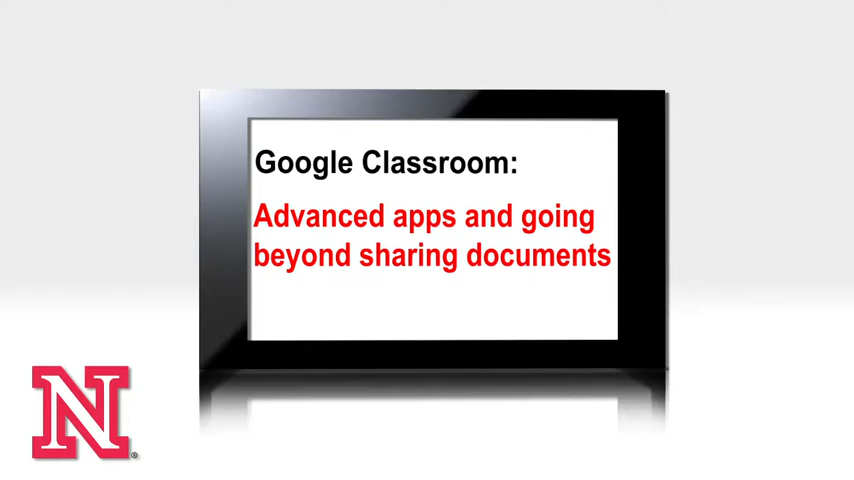 Google Classroom:
Advanced apps and going
beyond sharing documents
N®